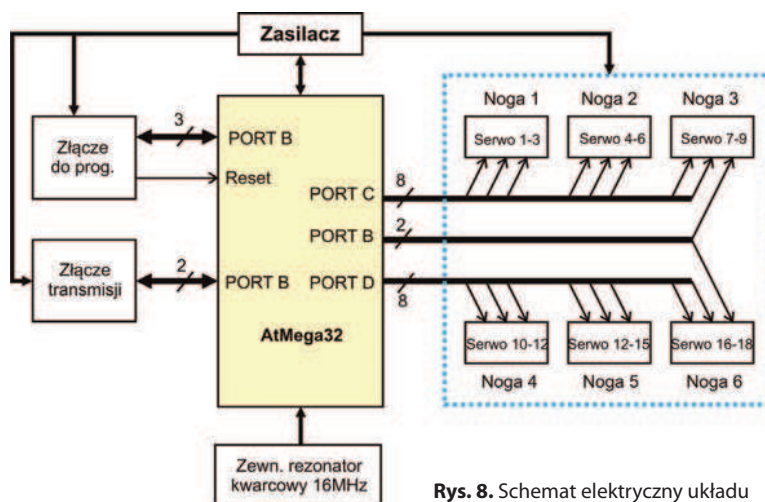 Zasilacz
Noga 1
Noga 2
Noga 3
Serwo 1-3
Serwo 4-6
Serwo 7-9
Złącze
do prog.
3
PORT B
Reset
PORT C
8
PORT B
2
Złącze
transmisji
2
PORT B
PORT D
8
AtMega32
Serwo 10-12
Serwo 12-15
Serwo 16-18
Noga 4
Noga 5
Noga 6
Zewn. rezonator
kwarcowy 16MHz
Rys. 8. Schemat elektryczny układu